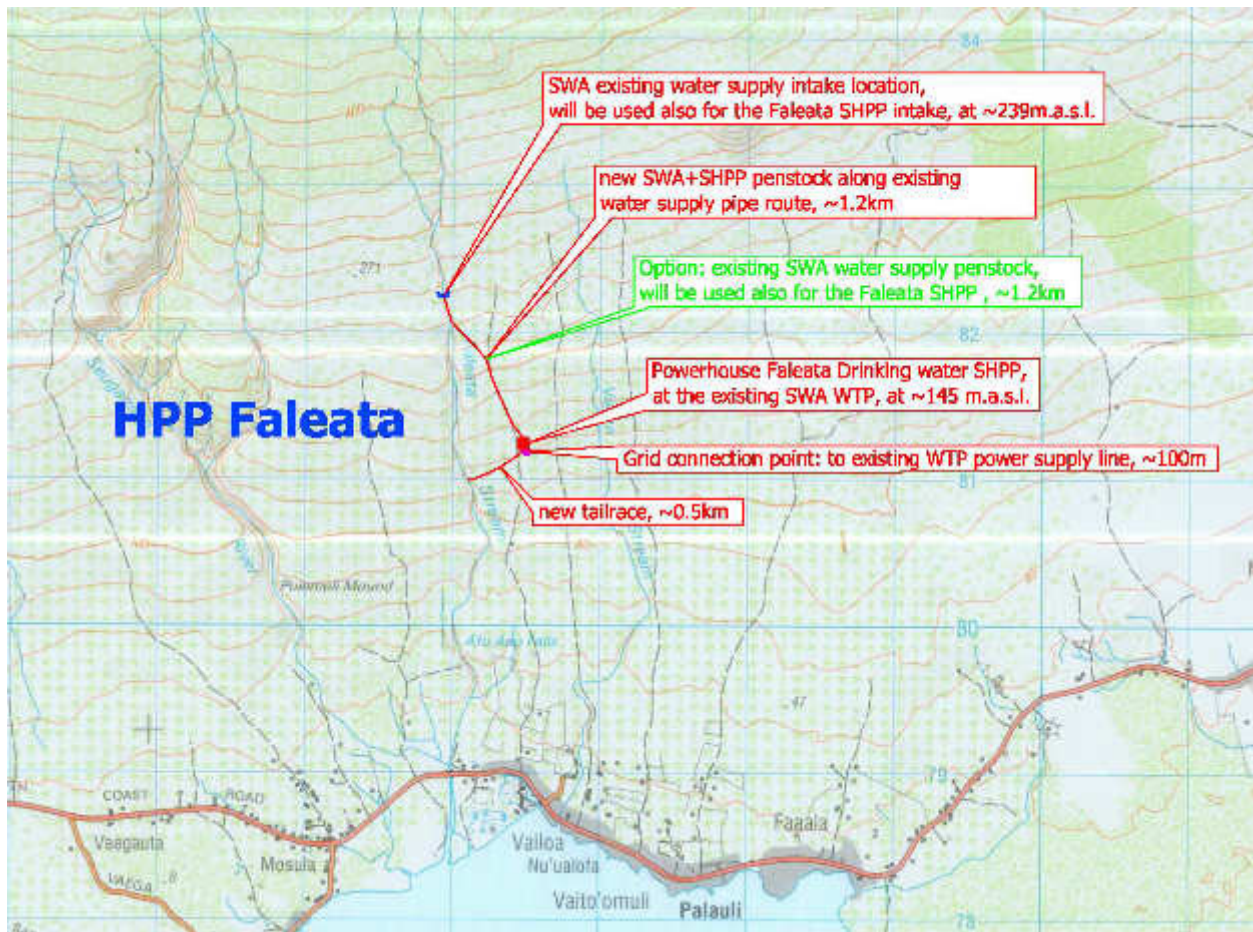 84
SWA existing water supply intake location,
will be used also for the Faleata SHPP intake, at ~239m.a.s.l.
new SWA+SHPP penstock along existing
water supply pipe route, ~1.2km
271
Option: existing SWA water supply penstock,
will be used also for the Faleata SHPP , ~1.2km
82
Powerhouse Faleata Drinking water SHPP,
at the existing SWA WTP, at ~145 m.a.s.l.
HPP Faleata
Grid connection point: to existing WTP power supply line, ~100m
81
new tailrace, ~0.5km
Stream
Stream
River
Mound
80
47
79
COAST
ROAD
Vaegauta
Mosula
VAEGA
8
Vailoa
Nu'ualofa
Vaito'omuli
Faaala
2
Palauli
78